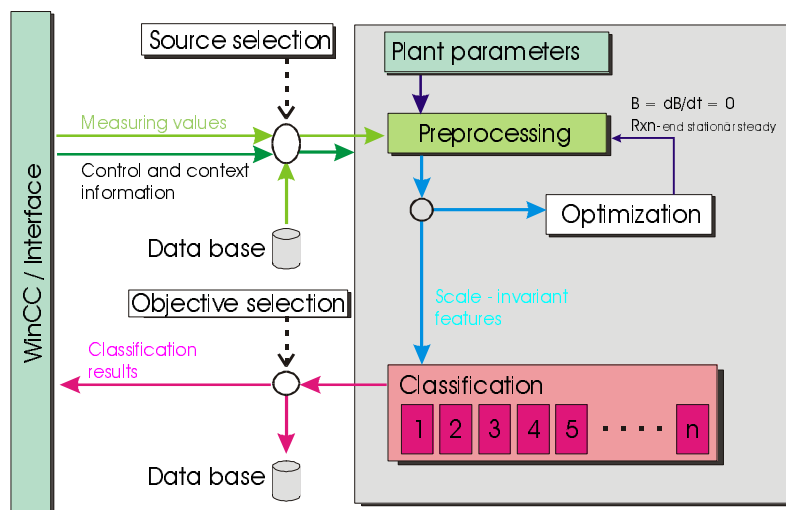 Source selection
Plant parameters
B = dB/dt = 0
Rxn-end stationär steady
Measuring values
Preprocessing
Control and context
information
Optimization
Data base
WinCC / Interface
Objective selection
Scale - invariant
features
Classification
results
Classification
1 2 3 4 5 . . . . . n
Data base